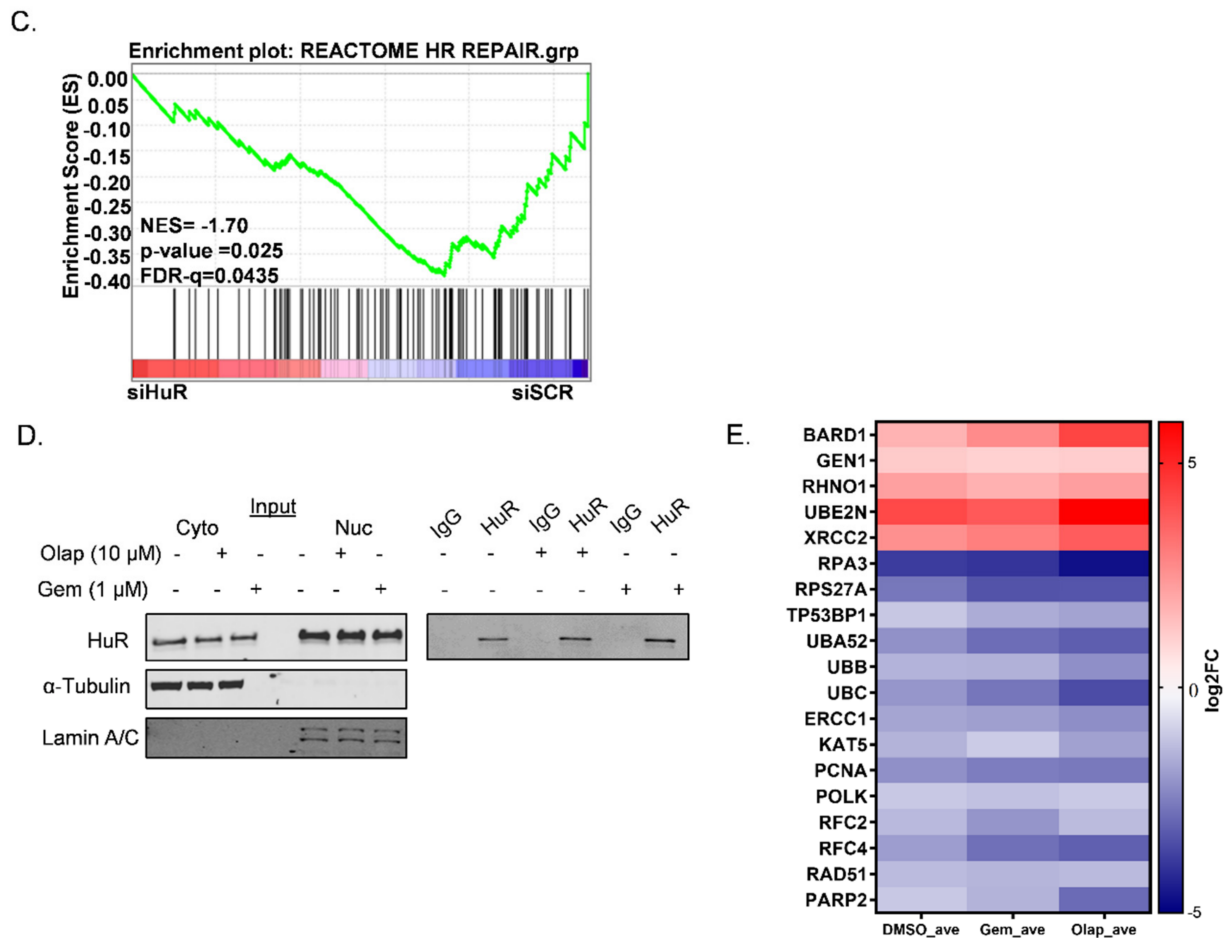 C.
Enrichment plot: REACTOME HR REPAIR.grp
Enrichment Score (ES)
0.00
0.05
-0.10
-0.15
-0.20
-0.25
-0.30
-0.35
-0.40
NES= -1.70
p-value =0.025
FDR-q=0.0435
siHuR siSCR
D.
Input
Cyto Nuc
IgG HuR IgG HuR IgG HuR
Olap (10 μM) - + - - - + - - - + + - -
Gem (1 μM) - - + - - - + - - - - + +
HuR
α-Tubulin
Lamin A/C
E.
BARD1
GEN1
RHNO1
UBE2N
XRCC2
RPA3
RPS27A
TP53BP1
UBA52
UBB
UBC
ERCC1
KAT5
PCNA
POLK
RFC2
RFC4
RAD51
PARP2
DMSO_ave Gem_ave Olap_ave
5
0
-5
log2FC